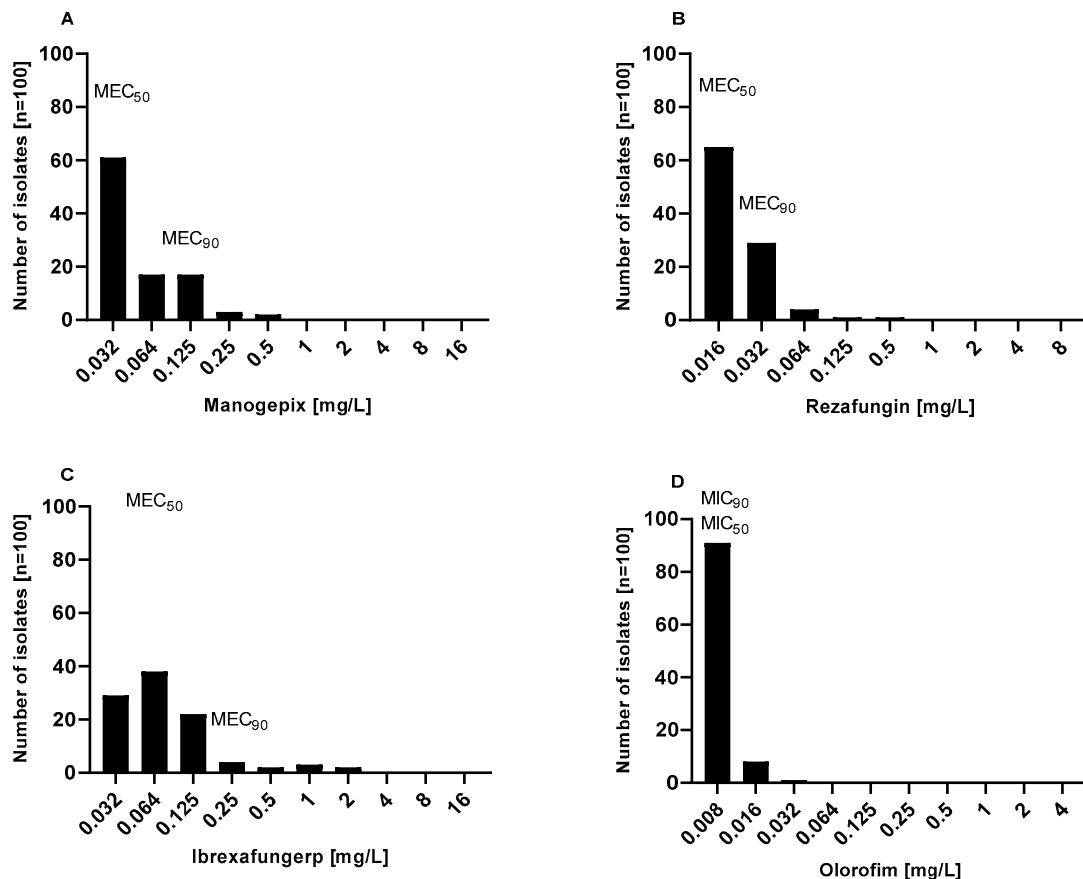 A
Number of isolates [n=100]
100
80
60
40
20
0
MEC50
MEC90
0.032 0.064 0.125 0.25 0.5 1 2 4 8 16
Manogepix [mg/L]
B
Number of isolates [n=100]
100
80
60
40
20
0
MEC50
MEC90
0.016 0.032 0.064 0.125 0.5 1 2 4 8
Rezafungin [mg/L]
C
Number of isolates [n=100]
100
80
60
40
20
0
MEC50
MEC90
0.032 0.064 0.125 0.25 0.5 1 2 4 8 16
Ibrexafungerp [mg/L]
D
Number of isolates [n=100]
100
80
60
40
20
0
MIC90
MIC50
0.008 0.016 0.032 0.064 0.125 0.25 0.5 1 2 4
Olorofim [mg/L]